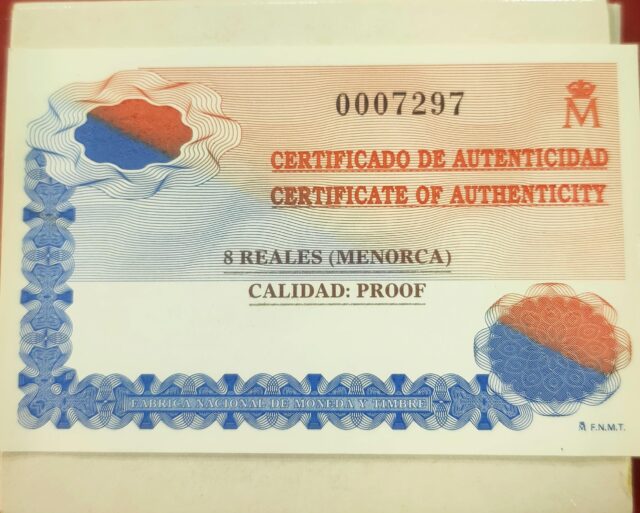 0007297
M
CERTIFICADO DE AUTENTICIDAD
CERTIFICATE OF AUTHENTICITY
8 REALES (MENORCA)
CALIDAD: PROOF
FABRICA NACIONAL DE MONEDA Y TIMBRE
M F.N.M.T.